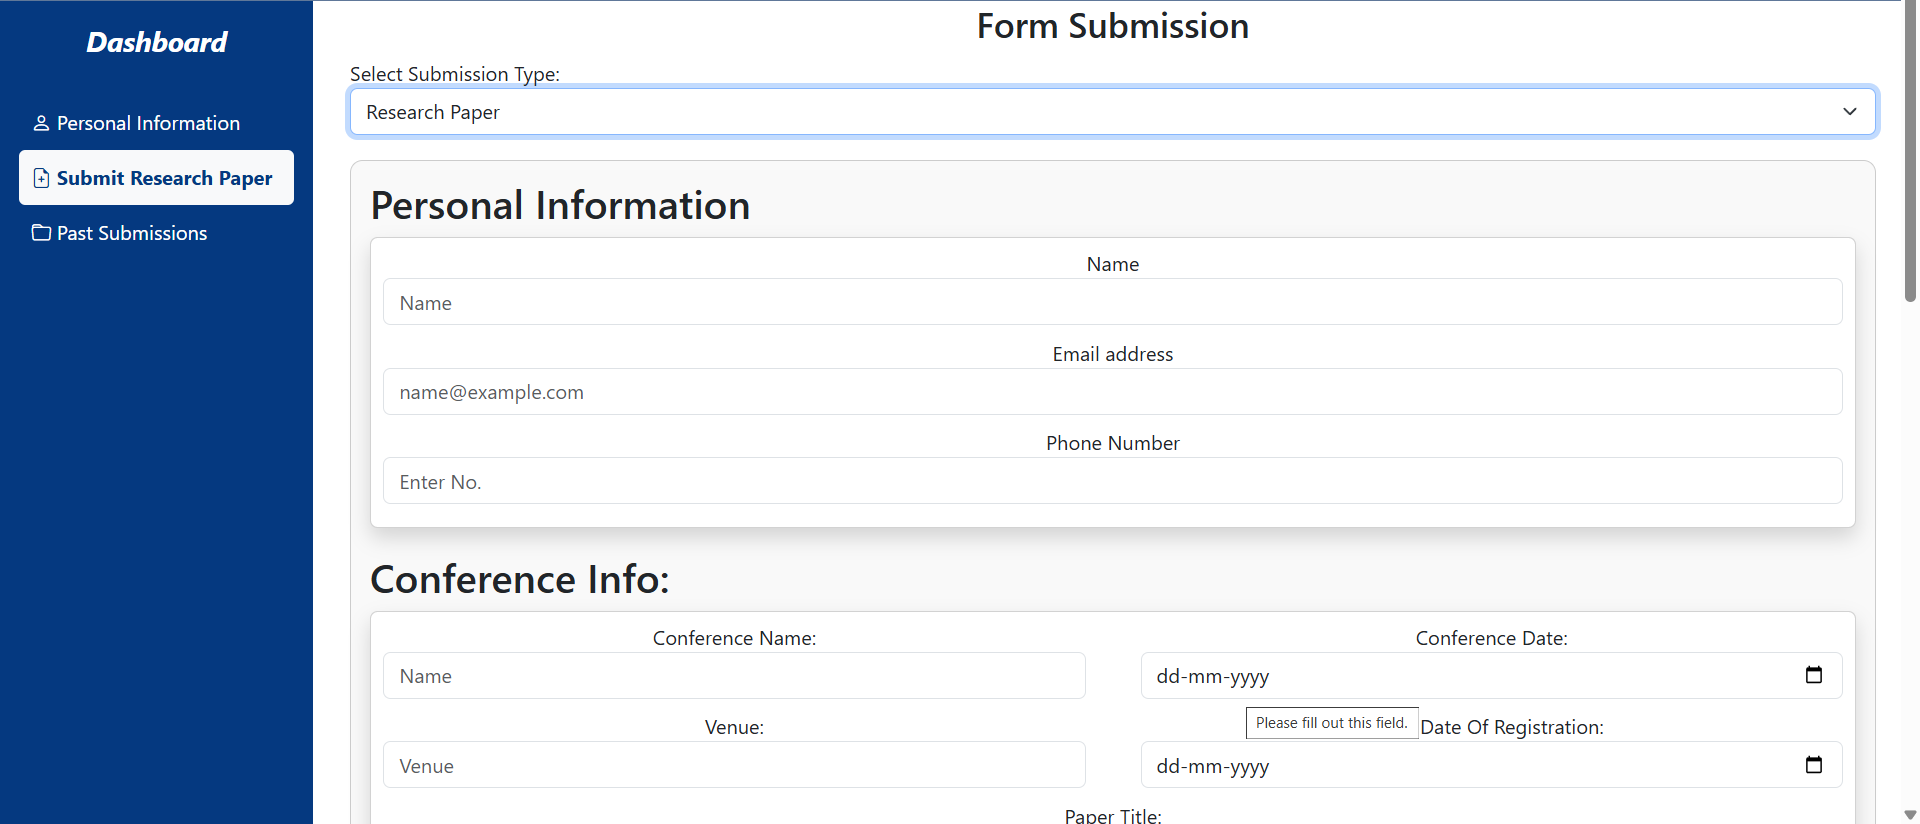 Dashboard
Personal Information
Submit Research Paper
Past Submissions
Form Submission
Select Submission Type:
Research Paper
Personal Information
Name
Name
Email address
name@example.com
Phone Number
Enter No.
Conference Info:
Conference Name:
Name
Conference Date:
dd-mm-yyyy
Venue:
Venue
Please fill out this field.
Date Of Registration:
dd-mm-yyyy
Paper Title: